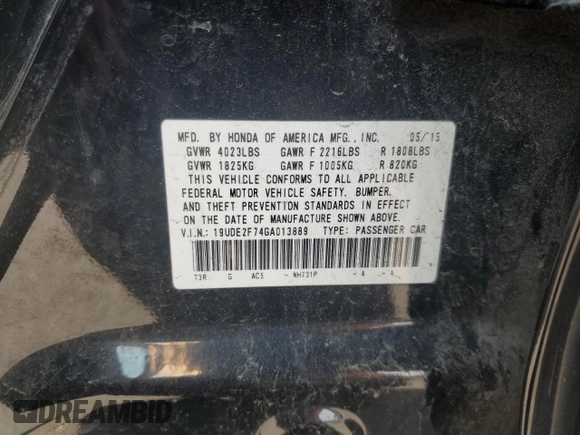 MFD. BY HONDA OF AMERICA MFG., INC. 05/15
GVWR 4023LBS GAWR F 2216LBS R 1808LBS
GVWR 1825KG GAWR F 1005KG R 820KG
THIS VEHICLE CONFORMS TO ALL APPLICABLE
FEDERAL MOTOR VEHICLE SAFETY, BUMPER,
AND THEFT PREVENTION STANDARDS IN EFFECT
ON THE DATE OF MANUFACTURE SHOWN ABOVE.
V.I.N.: 19UDE2F74GA013889 TYPE: PASSENGER CAR
T3R G AC5 - NH731P - A - A
DREAMBID